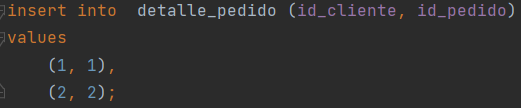 insert into  detalle_pedido (id_cliente, id_pedido)
values
    (1, 1),
    (2, 2);